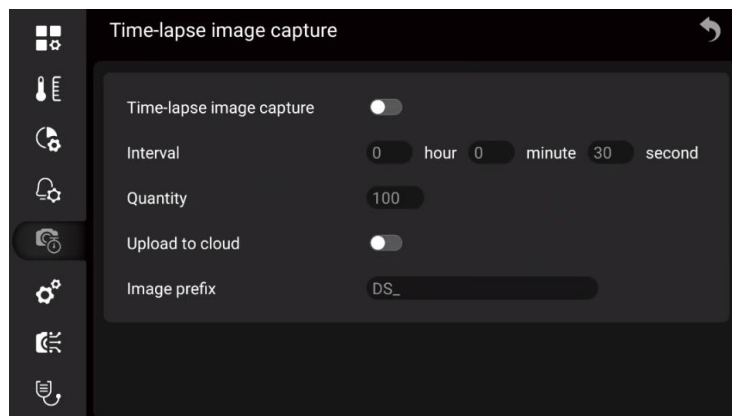 Time-lapse image capture
Time-lapse image capture
Interval 0 hour 0 minute 30 second
Quantity 100
Upload to cloud
Image prefix DS_